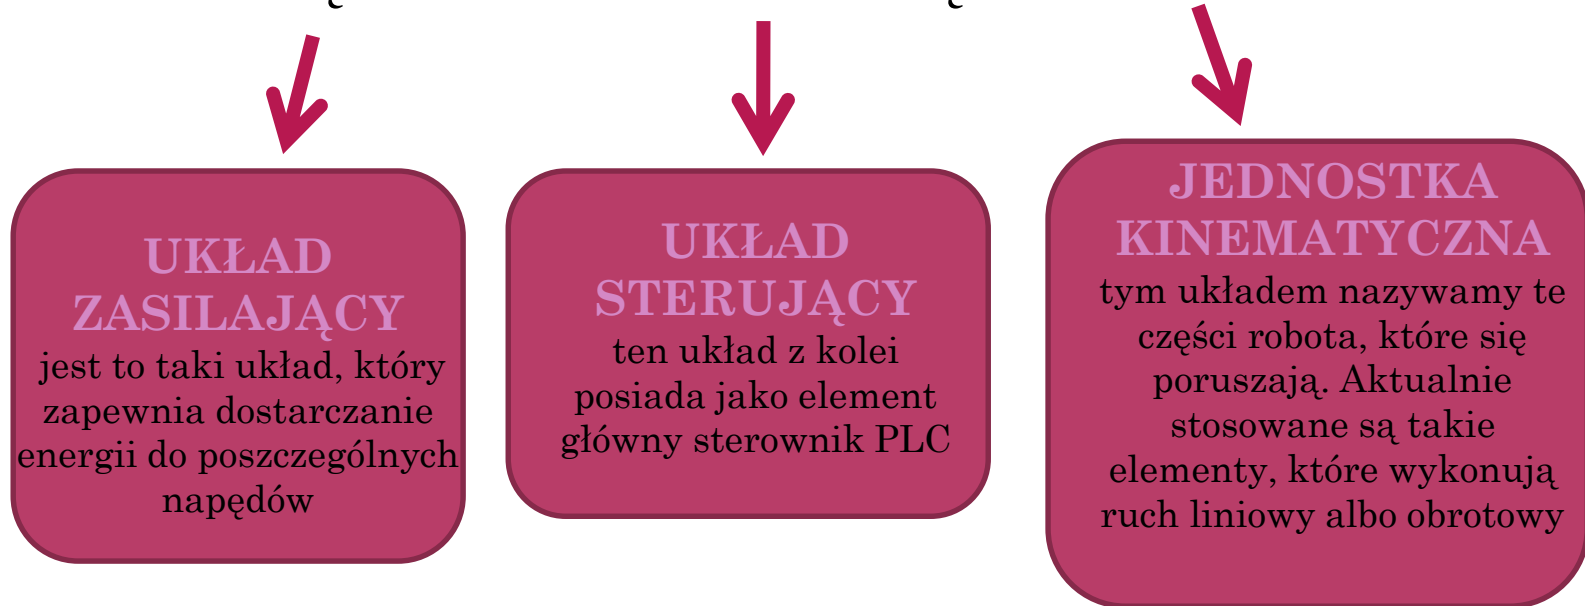 UKŁAD
ZASILAJĄCY
jest to taki układ, który
zapewnia dostarczanie
energii do poszczególnych
napędów
UKŁAD
STERUJĄCY
ten układ z kolei
posiada jako element
główny sterownik PLC
JEDNOSTKA
KINEMATYCZNA
tym układem nazywamy te
części robota, które się
poruszają. Aktualnie
stosowane są takie
elementy, które wykonują
ruch liniowy albo obrotowy